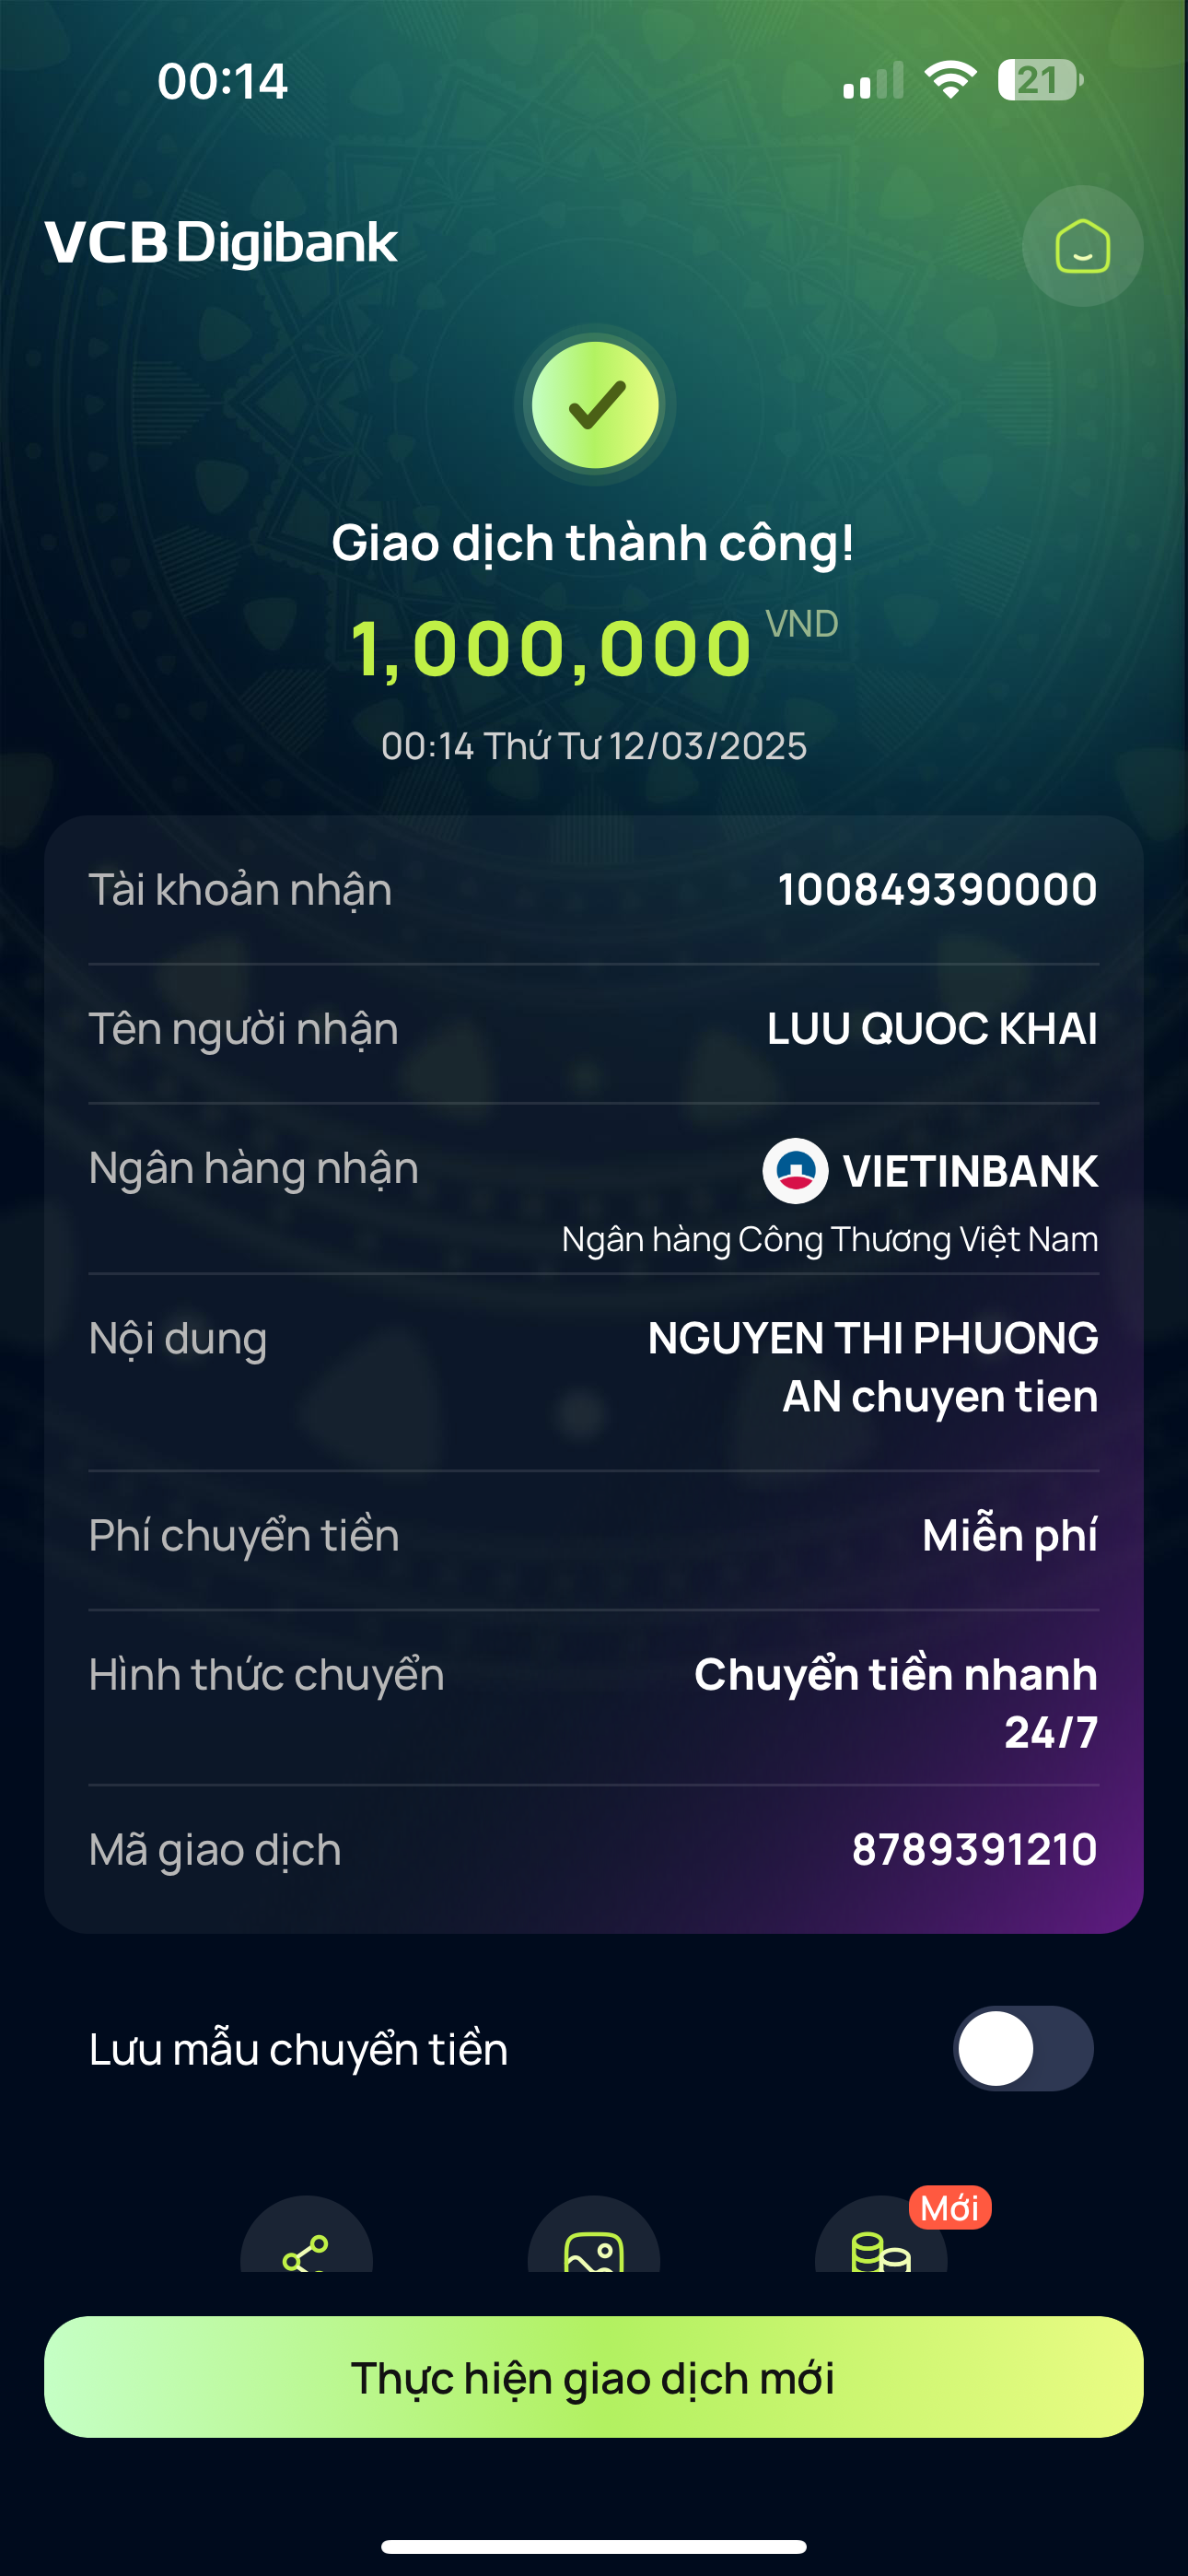 00:14
21
VCB Digibank
Giao dịch thành công!
1,000,000 VND
00:14 Thứ Tư 12/03/2025
Tài khoản nhận 100849390000
Tên người nhận LUU QUOC KHAI
Ngân hàng nhận VIETINBANK
Ngân hàng Công Thương Việt Nam
Nội dung NGUYEN THI PHUONG
AN chuyen tien
Phí chuyển tiền Miễn phí
Hình thức chuyển Chuyển tiền nhanh
24/7
Mã giao dịch 8789391210
Lưu mẫu chuyển tiền
Mới
Thực hiện giao dịch mới